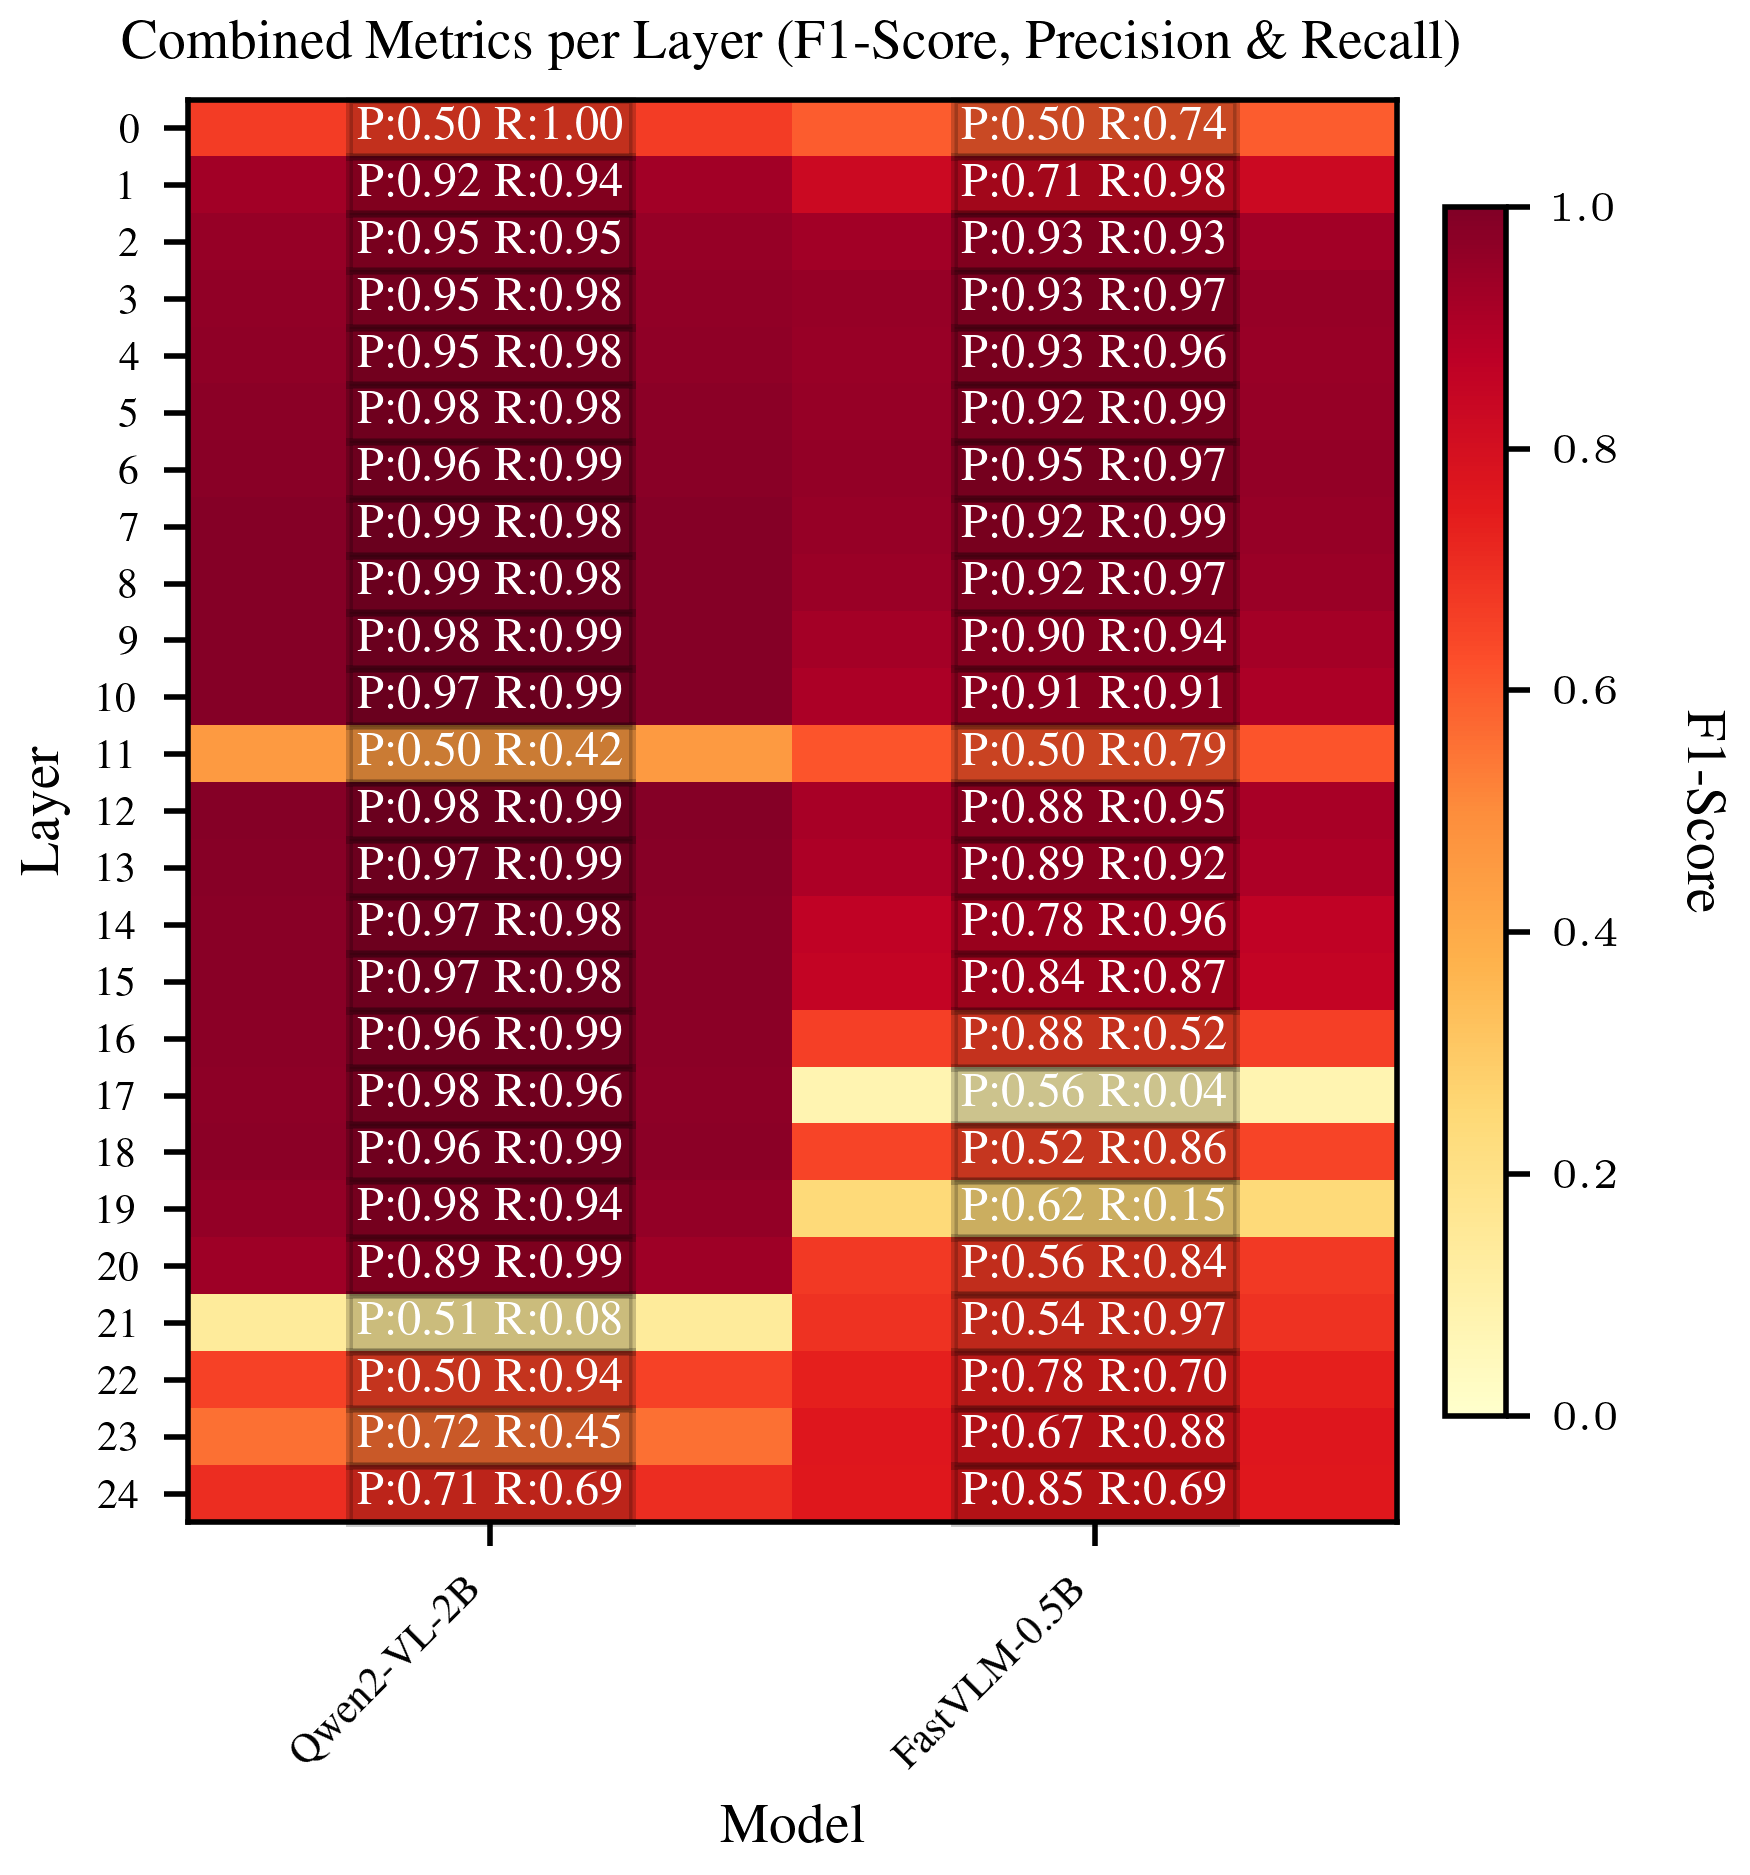 Combined Metrics per Layer (F1-Score, Precision & Recall)
0 P:0.50 R:1.00 P:0.50 R:0.74
1 P:0.92 R:0.94 P:0.71 R:0.98
2 P:0.95 R:0.95 P:0.93 R:0.93
3 P:0.95 R:0.98 P:0.93 R:0.97
4 P:0.95 R:0.98 P:0.93 R:0.96
5 P:0.98 R:0.98 P:0.92 R:0.99
6 P:0.96 R:0.99 P:0.95 R:0.97
7 P:0.99 R:0.98 P:0.92 R:0.99
8 P:0.99 R:0.98 P:0.92 R:0.97
9 P:0.98 R:0.99 P:0.90 R:0.94
10 P:0.97 R:0.99 P:0.91 R:0.91
11 P:0.50 R:0.42 P:0.50 R:0.79
12 P:0.98 R:0.99 P:0.88 R:0.95
13 P:0.97 R:0.99 P:0.89 R:0.92
14 P:0.97 R:0.98 P:0.78 R:0.96
15 P:0.97 R:0.98 P:0.84 R:0.87
16 P:0.96 R:0.99 P:0.88 R:0.52
17 P:0.98 R:0.96 P:0.56 R:0.04
18 P:0.96 R:0.99 P:0.52 R:0.86
19 P:0.98 R:0.94 P:0.62 R:0.15
20 P:0.89 R:0.99 P:0.56 R:0.84
21 P:0.51 R:0.08 P:0.54 R:0.97
22 P:0.50 R:0.94 P:0.78 R:0.70
23 P:0.72 R:0.45 P:0.67 R:0.88
24 P:0.71 R:0.69 P:0.85 R:0.69
Layer
Qwen2-VL-2B
FastVLM-0.5B
Model
1.0
0.8
0.6
0.4
0.2
0.0
F1-Score